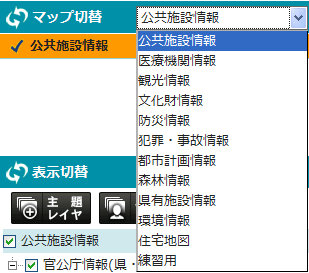 マップ切替
公共施設情報
公共施設情報
公共施設情報
医療機関情報
観光情報
文化財情報
防災情報
犯罪・事故情報
都市計画情報
森林情報
県有施設情報
環境情報
住宅地図
練習用
表示切替
主題
レイヤ
公共施設情報
官公庁情報(県・